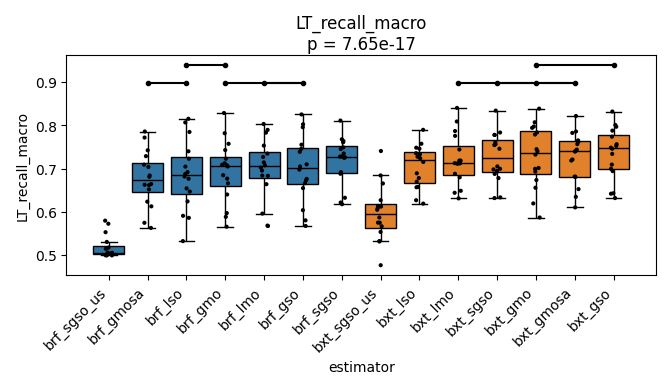 LT_recall_macro
p = 7.65e-17
LT_recall_macro
0.9
0.8
0.7
0.6
0.5
brf_sgso_us
brf_gmosa
brf_lso
brf_gmo
brf_lmo
brf_gso
brf_sgso
bxt_sgso_us
bxt_lso
bxt_lmo
bxt_sgso
bxt_gmo
bxt_gmosa
bxt_gso
estimator